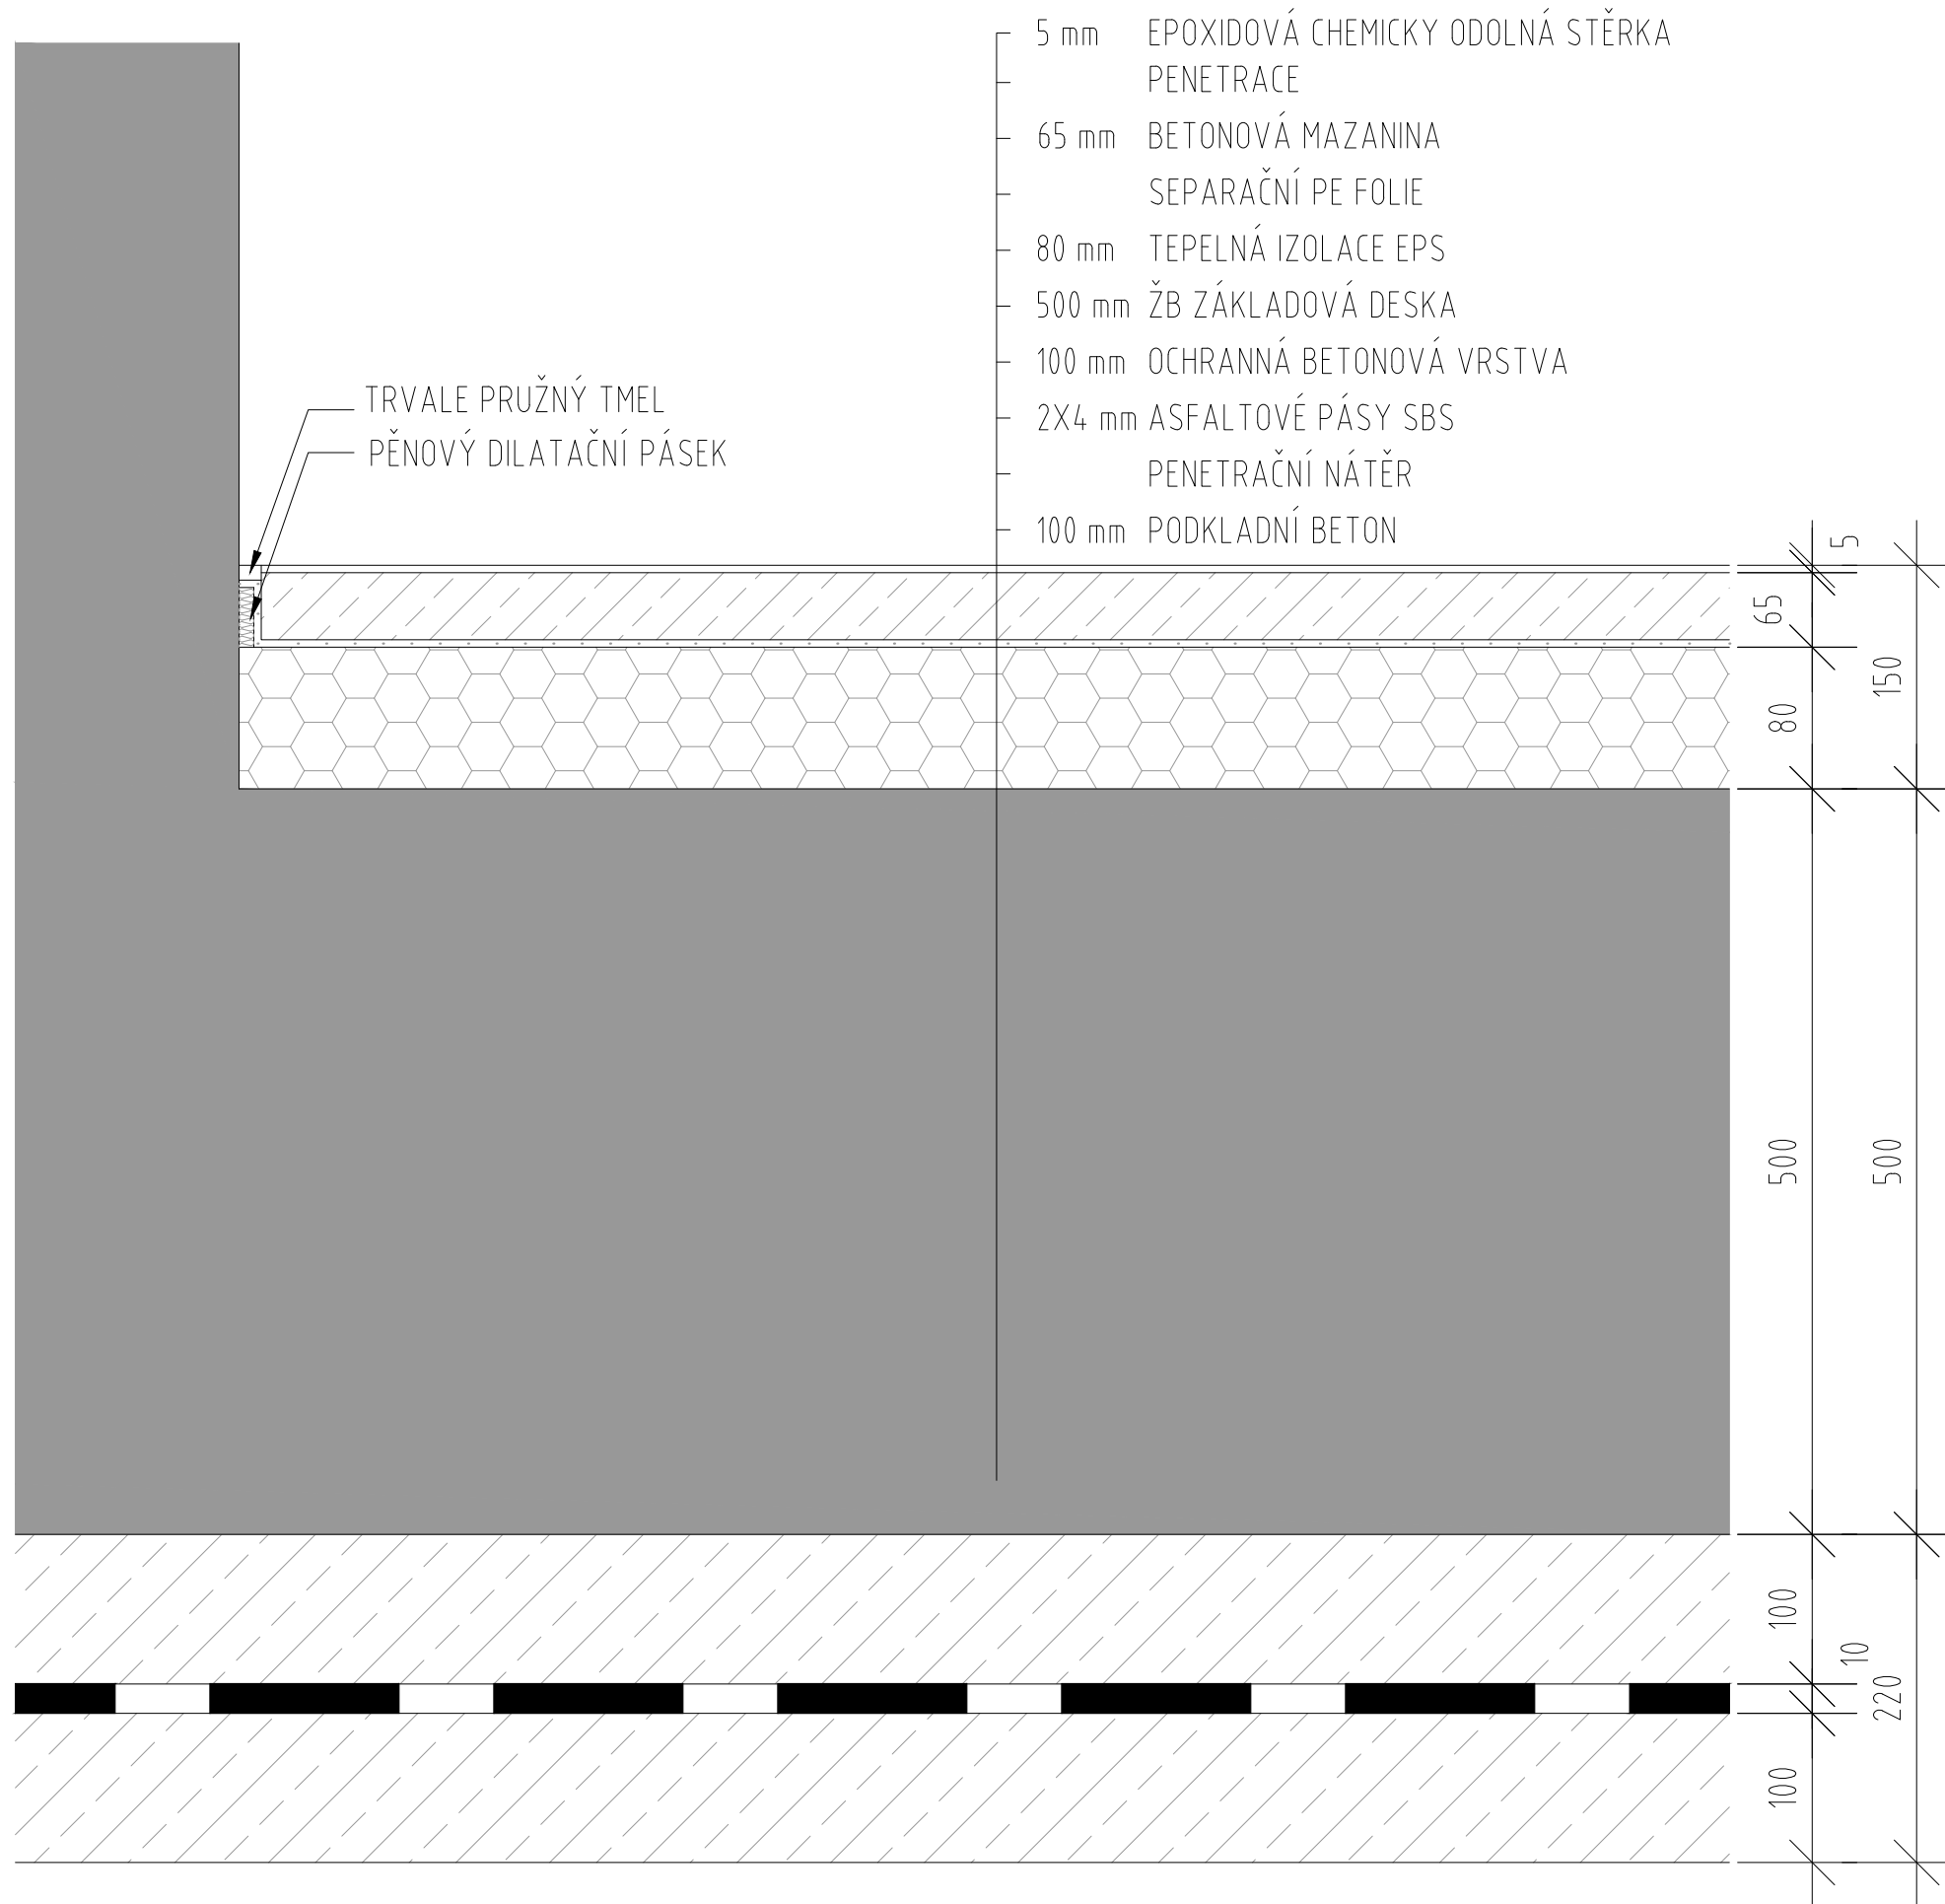 5 mm EPOXIDOVÁ CHEMICKY ODOLNÁ STĚRKA
PENETRACE
65 mm BETONOVÁ MAZANINA
SEPARAČNÍ PE FOLIE
80 mm TEPELNÁ IZOLACE EPS
500 mm ŽB ZÁKLADOVÁ DESKA
100 mm OCHRANNÁ BETONOVÁ VRSTVA
2X4 mm ASFALTOVÉ PÁSY SBS
PENETRAČNÍ NÁTĚR
100 mm PODKLADNÍ BETON
TRVALE PRUŽNÝ TMEL
PĚNOVÝ DILATAČNÍ PÁSEK
5
65
150
80
500
500
100
10
220
100